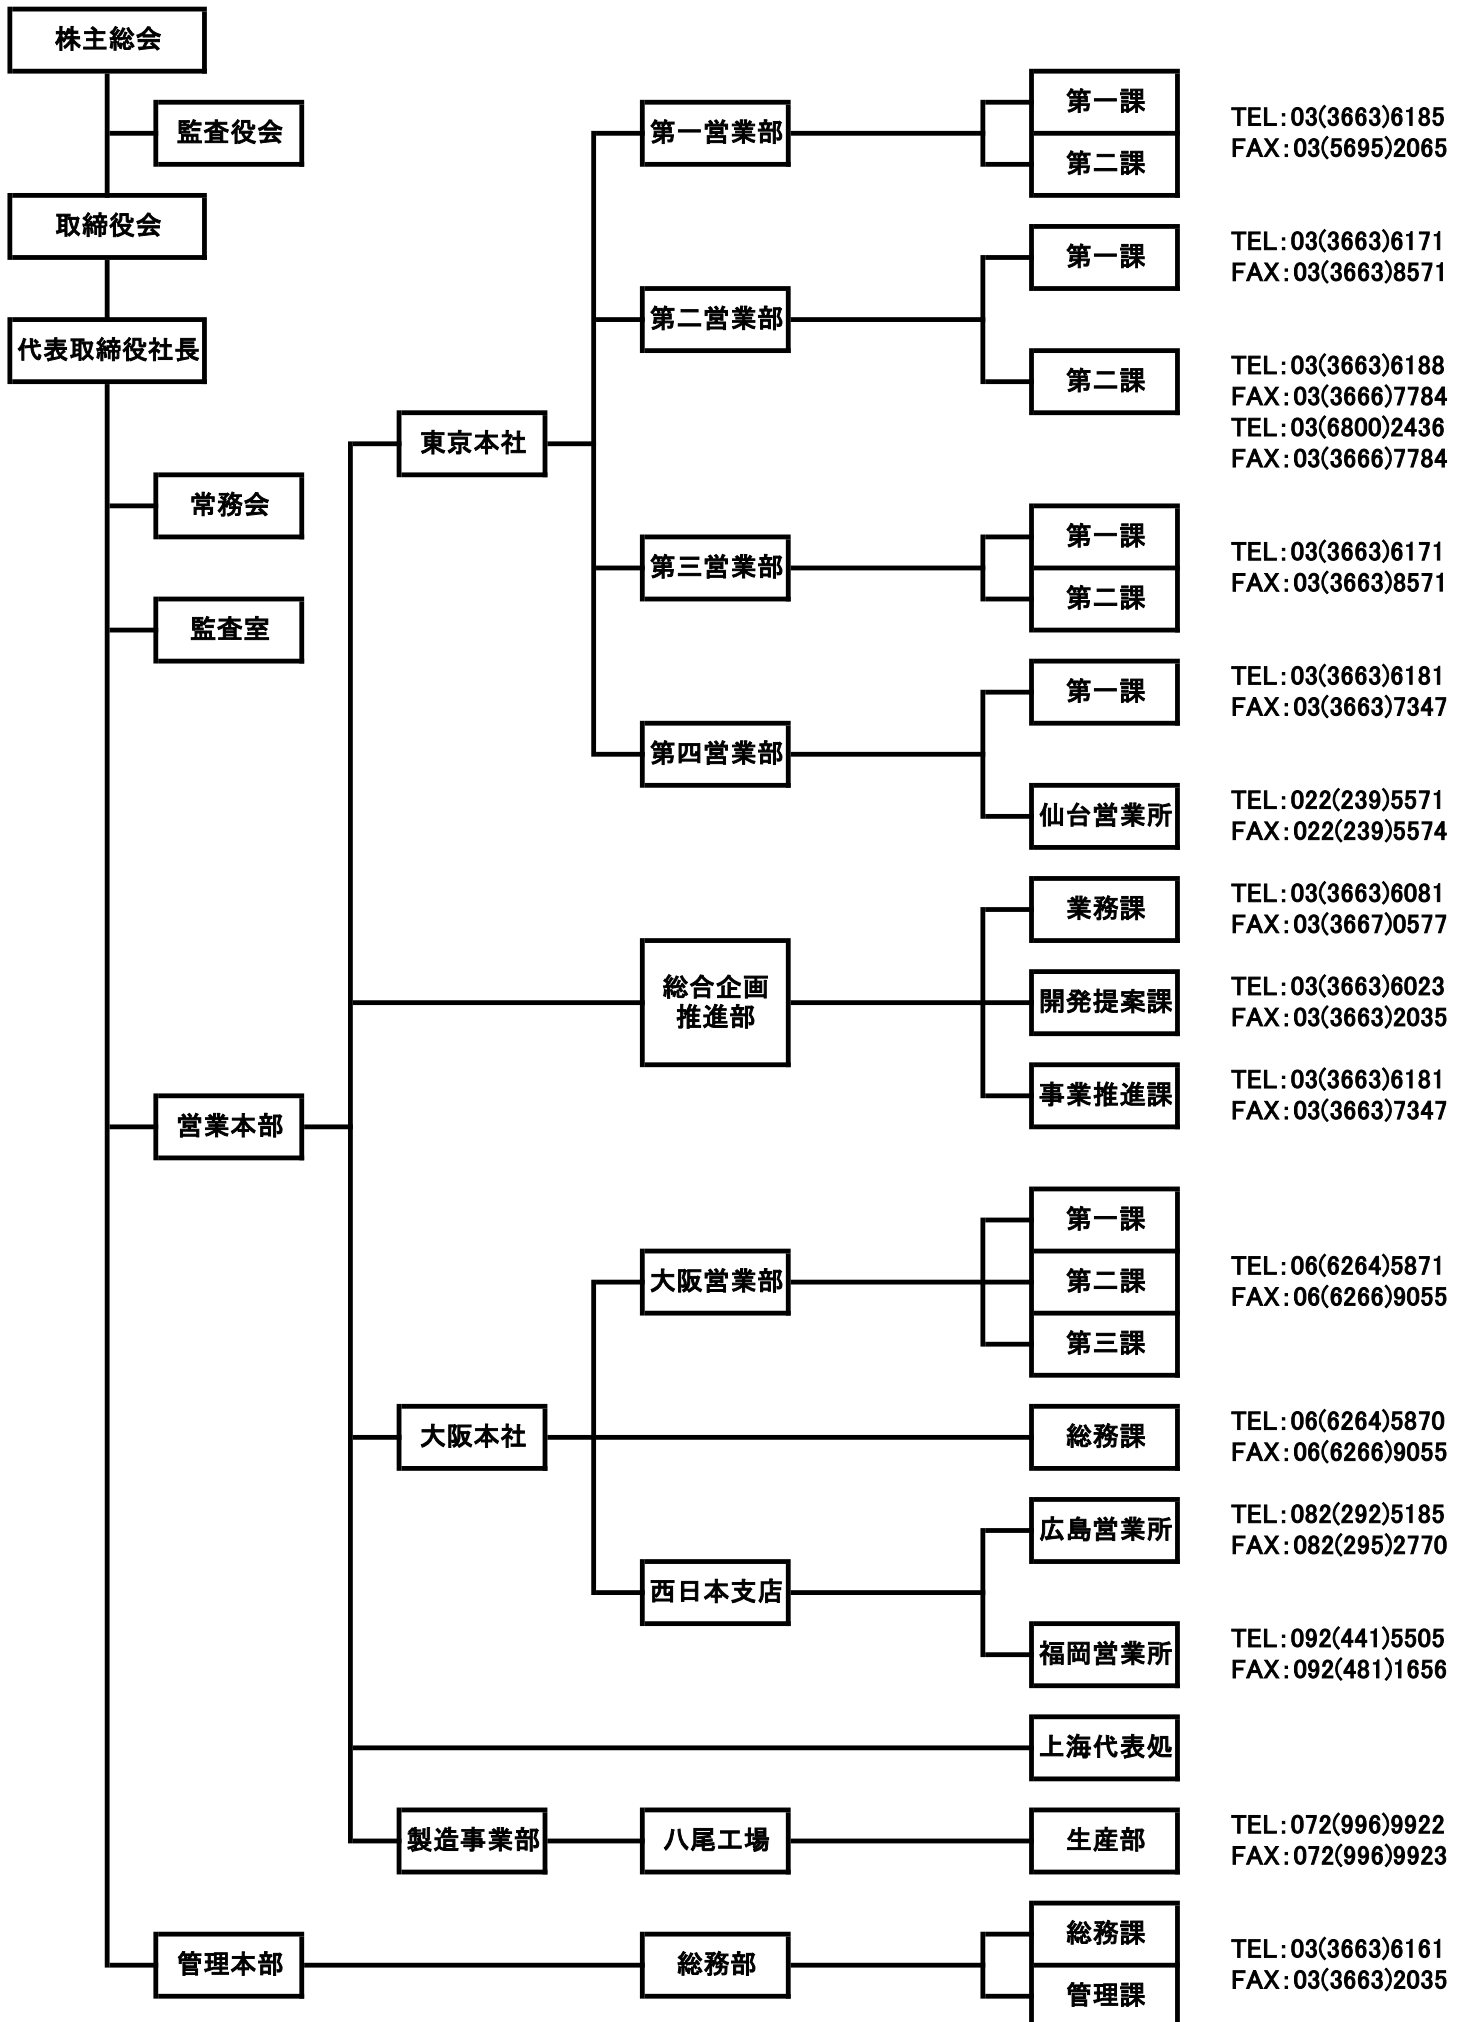 株主総会
監査役会
取締役会
代表取締役社長
常務会
監査室
営業本部
東京本社
第一営業部
第一課
第二課
TEL:03(3663)6185
FAX:03(5695)2065
第二営業部
第一課
TEL:03(3663)6171
FAX:03(3663)8571
第二課
TEL:03(3663)6188
FAX:03(3666)7784
TEL:03(6800)2436
FAX:03(3666)7784
第三営業部
第一課
第二課
TEL:03(3663)6171
FAX:03(3663)8571
第四営業部
第一課
TEL:03(3663)6181
FAX:03(3663)7347
仙台営業所
TEL:022(239)5571
FAX:022(239)5574
総合企画
推進部
業務課
TEL:03(3663)6081
FAX:03(3667)0577
開発提案課
TEL:03(3663)6023
FAX:03(3663)2035
事業推進課
TEL:03(3663)6181
FAX:03(3663)7347
大阪本社
大阪営業部
第一課
第二課
第三課
TEL:06(6264)5871
FAX:06(6266)9055
総務課
TEL:06(6264)5870
FAX:06(6266)9055
西日本支店
広島営業所
TEL:082(292)5185
FAX:082(295)2770
福岡営業所
TEL:092(441)5505
FAX:092(481)1656
上海代表処
製造事業部
八尾工場
生産部
TEL:072(996)9922
FAX:072(996)9923
管理本部
総務部
総務課
管理課
TEL:03(3663)6161
FAX:03(3663)2035